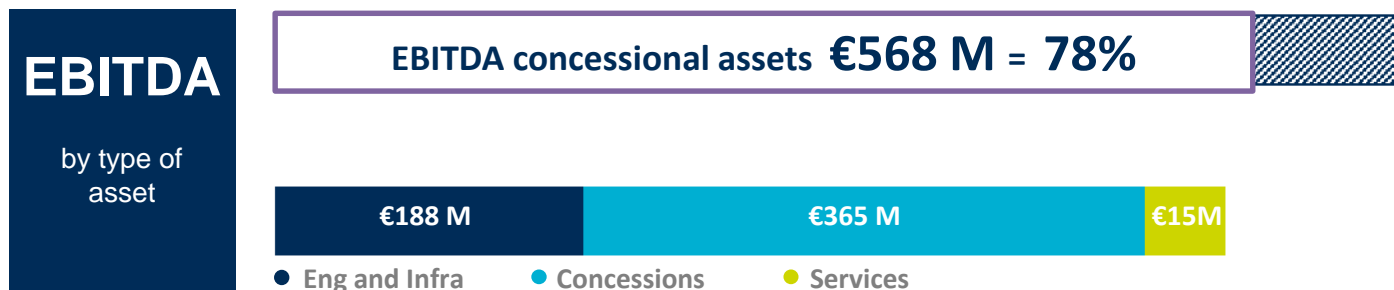 EBITDA
by type of
asset
EBITDA concessional assets €568 M = 78%
€188 M €365 M €15M
Eng and Infra Concessions Services